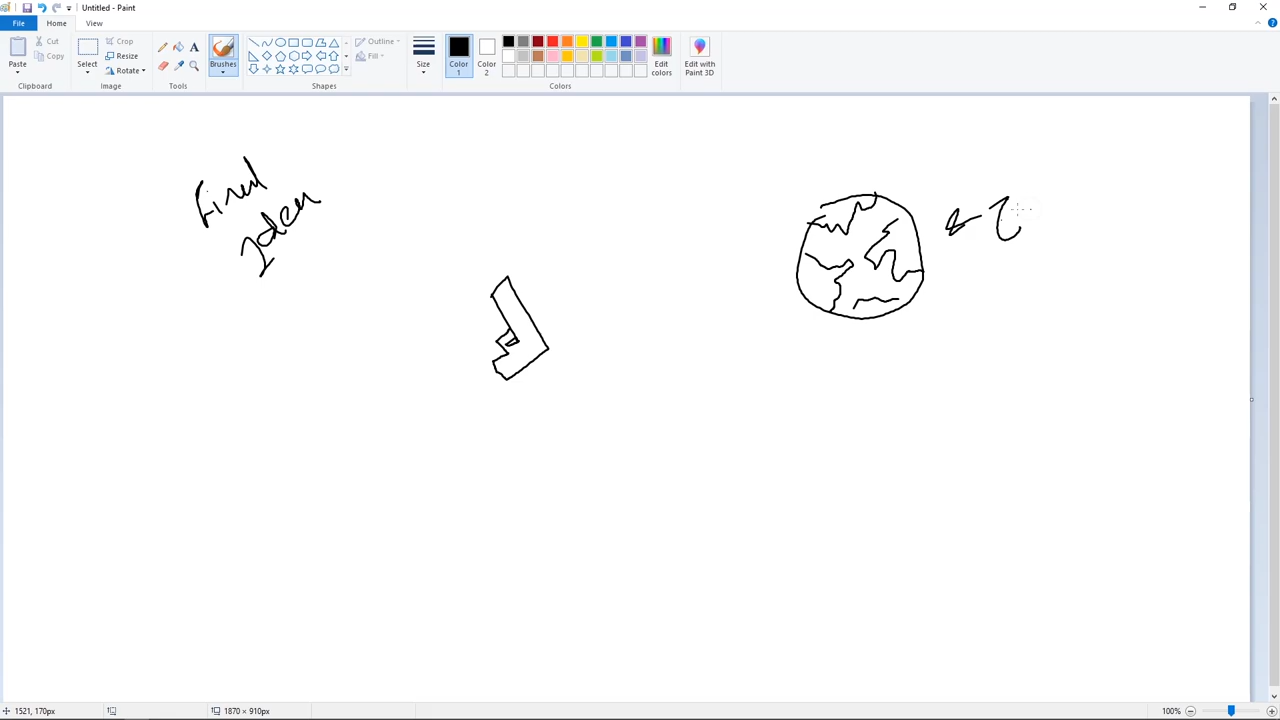 Untitled - Paint
File Home View
Paste
Cut
Copy
Clipboard
Select
Crop
Resize
Rotate
Image
Tools
Brushes
Shapes
Outline
Fill
Size
Color 1
Color 2
Colors
Edit colors
Edit with Paint 3D
Final
1521, 170px
1870 × 910px
100%